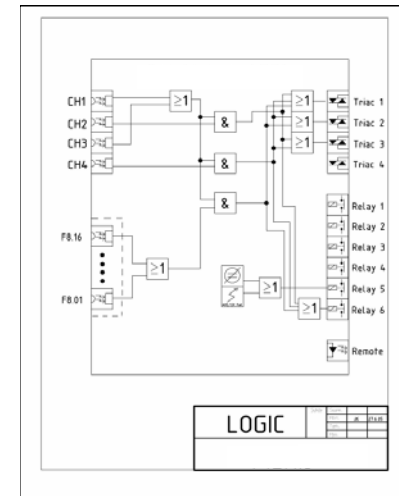 CH1 ≥1 ≥1 Triac 1
CH2 & ≥1 Triac 2
CH3 ≥1 Triac 3
CH4 & Triac 4
& Relay 1
Relay 2
F8.16 Relay 3
≥1 Relay 4
≥1 Relay 5
F8.01 ≥1 Relay 6
Remote
LOGIC